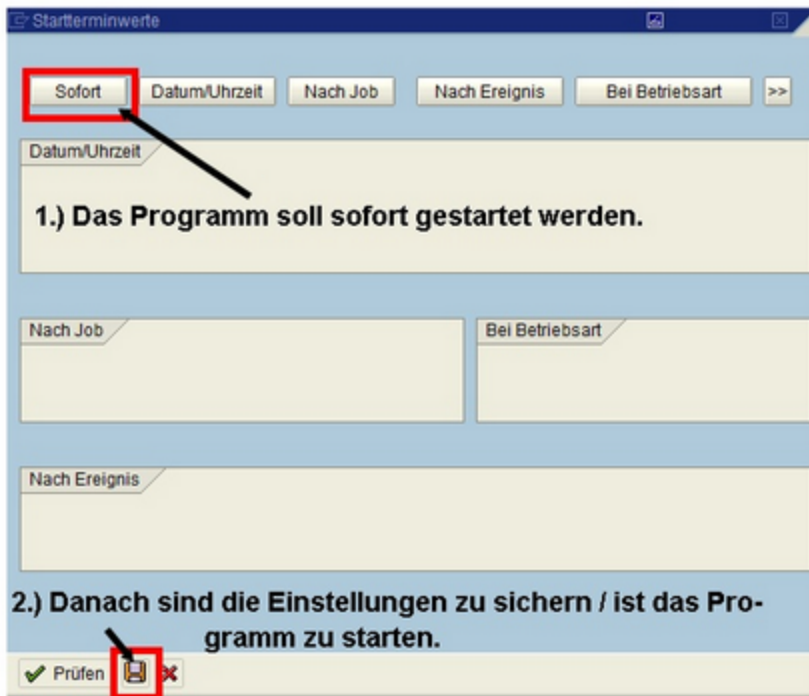 Startterminwerte
Sofort Datum/Uhrzeit Nach Job Nach Ereignis Bei Betriebsart >>
Datum/Uhrzeit
1.) Das Programm soll sofort gestartet werden.
Nach Job Bei Betriebsart
Nach Ereignis
2.) Danach sind die Einstellungen zu sichern / ist das Pro-
gramm zu starten.
Prüfen